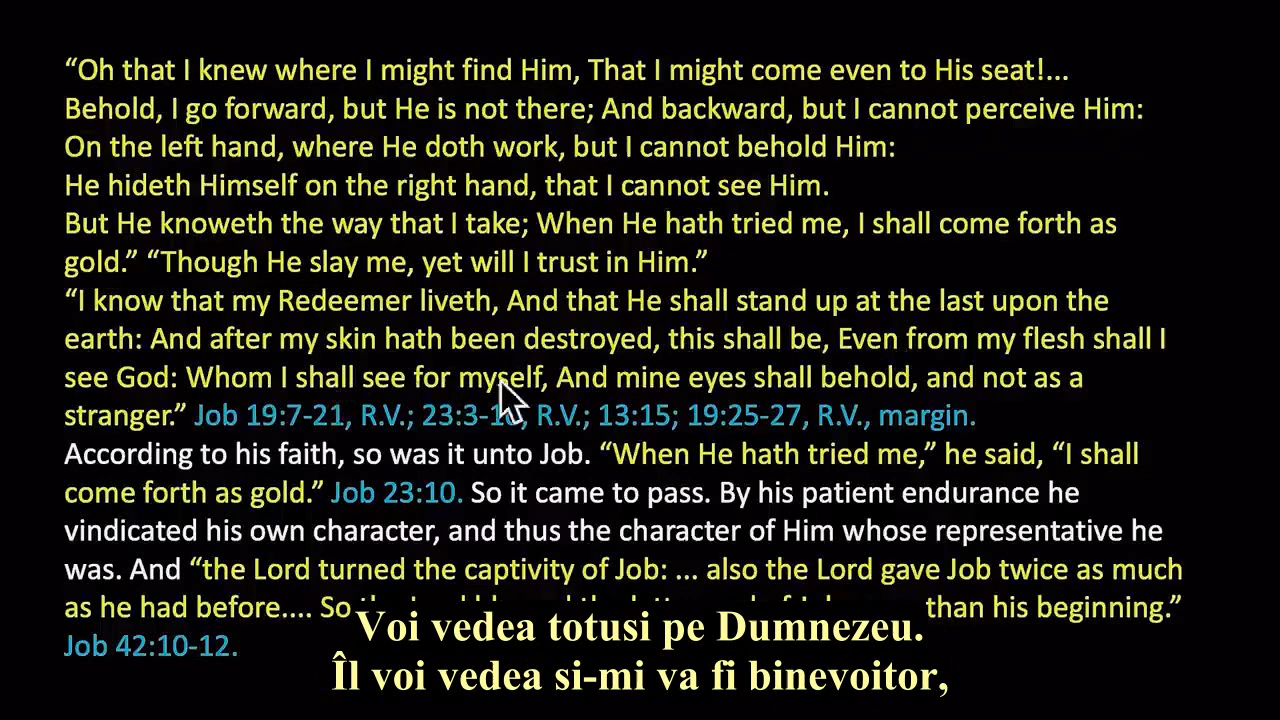 “Oh that I knew where I might find Him, That I might come even to His seat!...
Behold, I go forward, but He is not there; And backward, but I cannot perceive Him:
On the left hand, where He doth work, but I cannot behold Him:
He hideth Himself on the right hand, that I cannot see Him.
But He knoweth the way that I take; When He hath tried me, I shall come forth as
gold.” “Though He slay me, yet will I trust in Him.”
“I know that my Redeemer liveth, And that He shall stand up at the last upon the
earth: And after my skin hath been destroyed, this shall be, Even from my flesh shall I
see God: Whom I shall see for myself, And mine eyes shall behold, and not as a
stranger.” Job 19:7-21, R.V.; R.V.; 13:15; 19:25-27, R.V., margin.
According to his faith, so was it unto Job. “When He hath tried me,” he said, “I shall
come forth as gold.” Job 23:10. So it came to pass. By his patient endurance he
vindicated his own character, and thus the character of Him whose representative he
was. And “the Lord turned the captivity of Job: ... also the Lord gave Job twice as much
as he had before.... So than his beginning.”
Job 42:10-12.
Voi vedea totusi pe Dumnezeu.
Îl voi vedea si-mi va fi binevoitor,